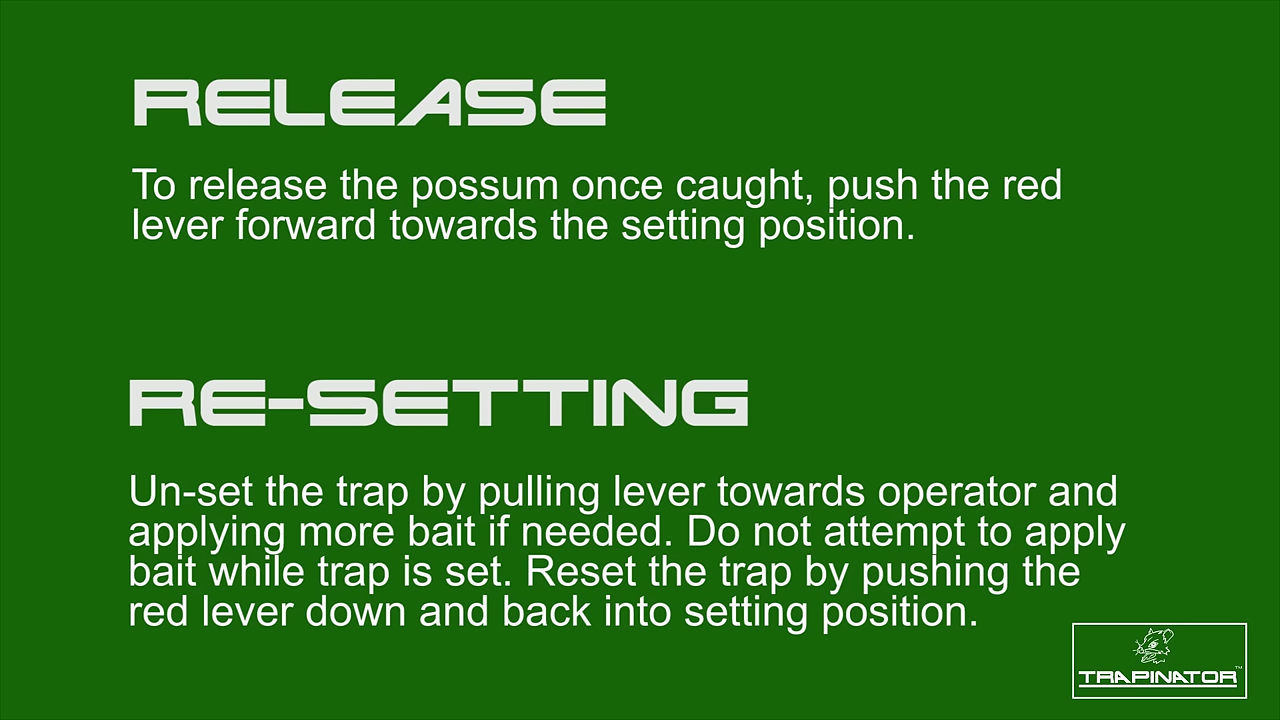 RELEASE
To release the possum once caught, push the red
lever forward towards the setting position.
RE-SETTING
Un-set the trap by pulling lever towards operator and
applying more bait if needed. Do not attempt to apply
bait while trap is set. Reset the trap by pushing the
red lever down and back into setting position.
TRAPINATOR™